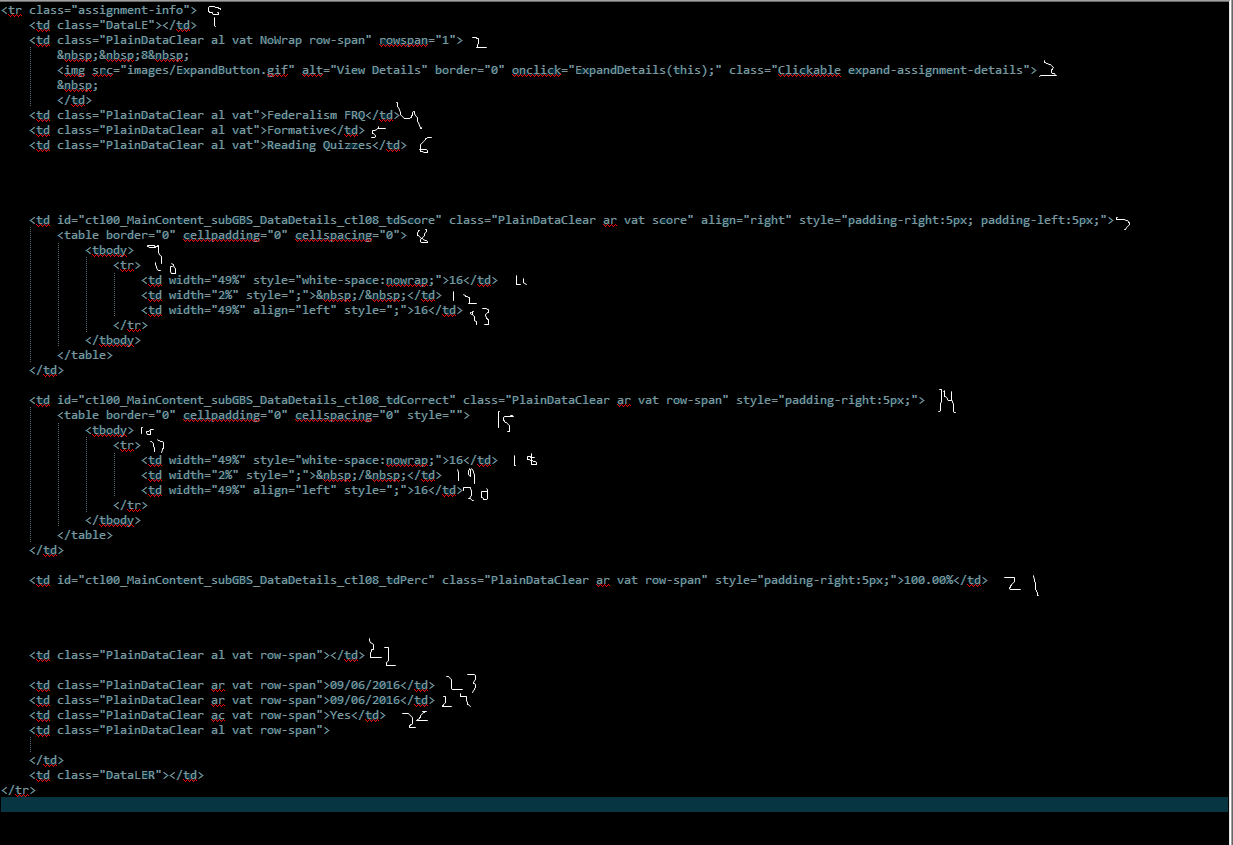 <tr class="assignment-info"> 0
<td class="DataLE"></td> 1
<td class="PlainDataClear al vat NoWrap row-span" rowspan="1"> 2
&nbsp;&nbsp;8&nbsp;
<img src="images/ExpandButton.gif" alt="View Details" border="0" onclick="ExpandDetails(this);" class="Clickable expand-assignment-details"> 3
&nbsp;
</td>
<td class="PlainDataClear al vat">Federalism FRQ</td> 4
<td class="PlainDataClear al vat">Formative</td> 5
<td class="PlainDataClear al vat">Reading Quizzes</td> 6
<td id="ctl00_MainContent_subGBS_DataDetails_ctl08_tdScore" class="PlainDataClear ar vat score" align="right" style="padding-right:5px; padding-left:5px;"> 7
<table border="0" cellpadding="0" cellspacing="0"> 8
<tbody> 9
<tr> 10
<td width="49%" style="white-space:nowrap;">16</td> 11
<td width="2%" style=";">&nbsp;/&nbsp;</td> 12
<td width="49%" align="left" style=";">16</td> 13
</tr>
</tbody>
</table>
</td>
<td id="ctl00_MainContent_subGBS_DataDetails_ctl08_tdCorrect" class="PlainDataClear ar vat row-span" style="padding-right:5px;"> 14
<table border="0" cellpadding="0" cellspacing="0" style=""> 15
<tbody> 16
<tr> 17
<td width="49%" style="white-space:nowrap;">16</td> 18
<td width="2%" style=";">&nbsp;/&nbsp;</td> 19
<td width="49%" align="left" style=";">16</td> 20
</tr>
</tbody>
</table>
</td>
<td id="ctl00_MainContent_subGBS_DataDetails_ctl08_tdPerc" class="PlainDataClear ar vat row-span" style="padding-right:5px;">100.00%</td> 21
<td class="PlainDataClear al vat row-span"></td> 22
<td class="PlainDataClear ar vat row-span">09/06/2016</td> 23
<td class="PlainDataClear ar vat row-span">09/06/2016</td> 24
<td class="PlainDataClear ac vat row-span">Yes</td> 25
<td class="PlainDataClear al vat row-span">
</td>
<td class="DataLER"></td>
</tr>